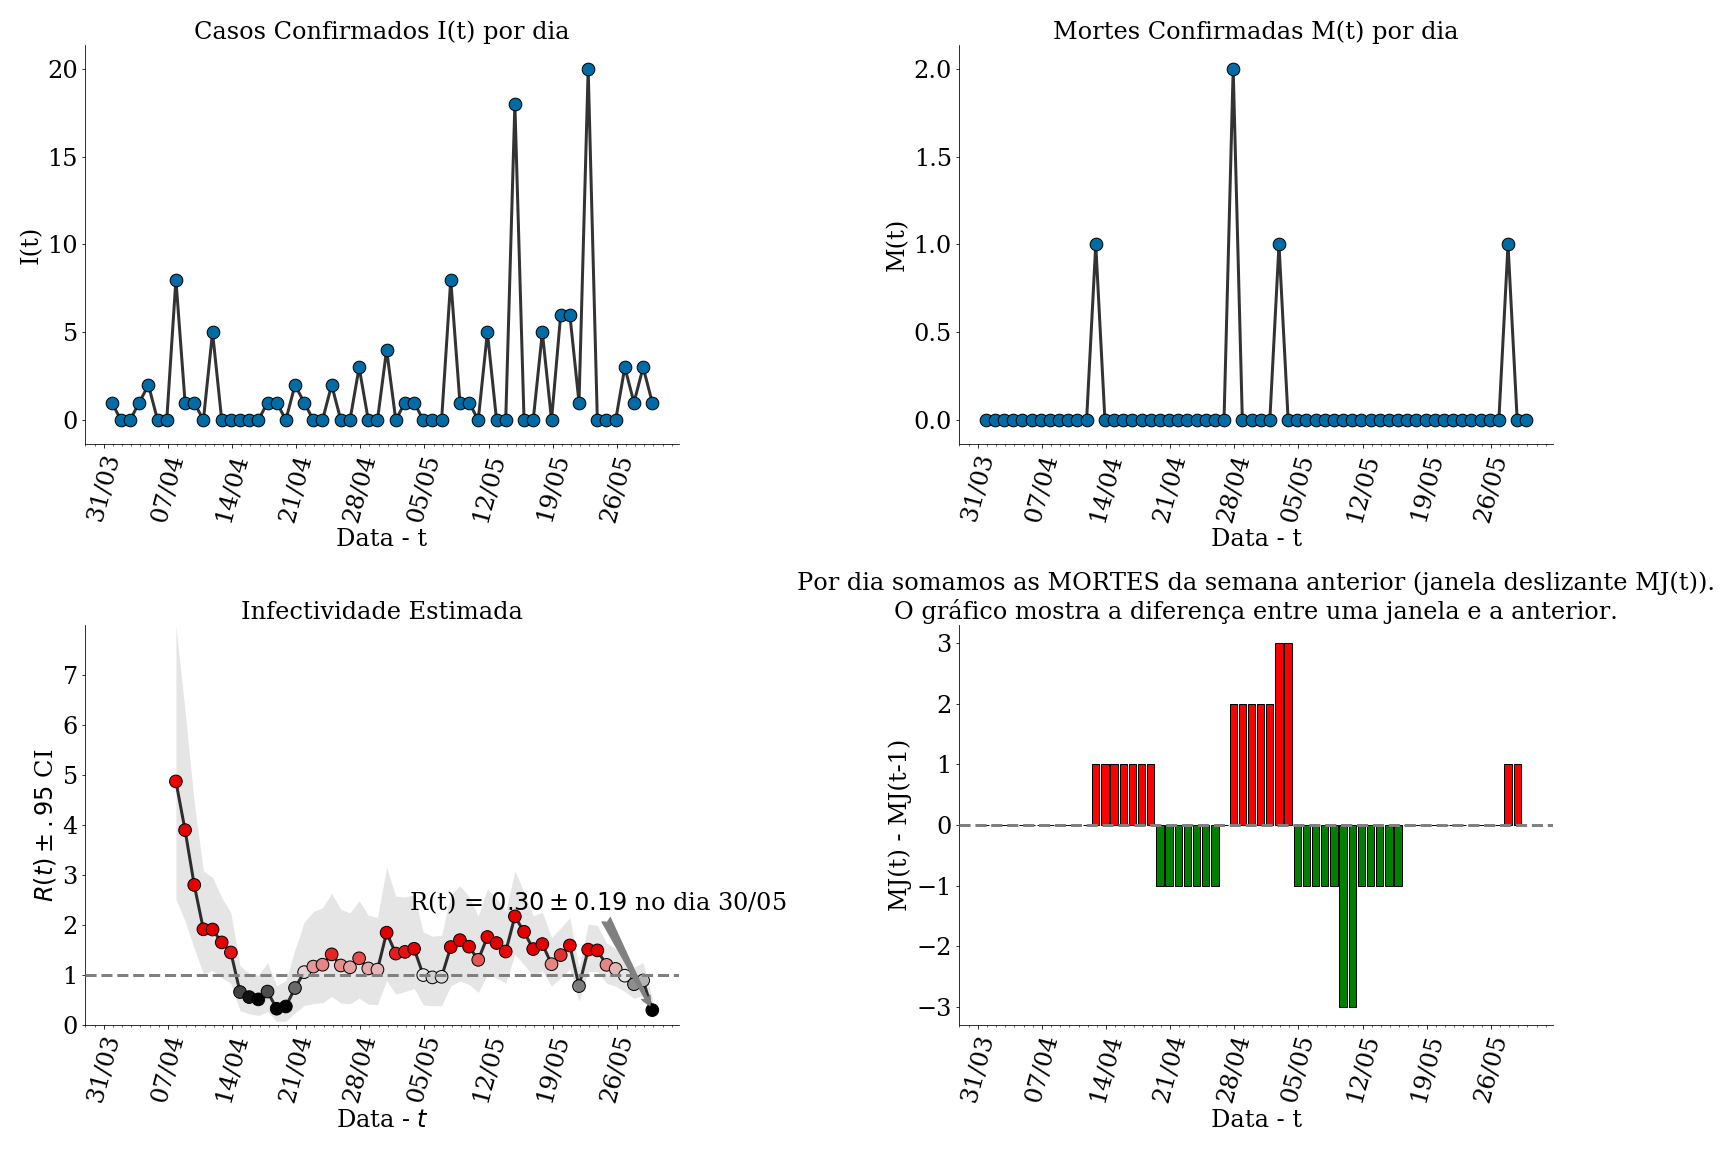 Casos Confirmados I(t) por dia
I(t)
20
15
10
5
0
31/03 07/04 14/04 21/04 28/04 05/05 12/05 19/05 26/05
Data - t
Mortes Confirmadas M(t) por dia
M(t)
2.0
1.5
1.0
0.5
0.0
31/03 07/04 14/04 21/04 28/04 05/05 12/05 19/05 26/05
Data - t
Infectividade Estimada
R(t) ± .95 CI
7
6
5
4
3
2
1
0
R(t) = 0.30 ± 0.19 no dia 30/05
31/03 07/04 14/04 21/04 28/04 05/05 12/05 19/05 26/05
Data - t
Por dia somamos as MORTES da semana anterior (janela deslizante MJ(t)).
O gráfico mostra a diferença entre uma janela e a anterior.
MJ(t) - MJ(t-1)
3
2
1
0
−1
−2
−3
31/03 07/04 14/04 21/04 28/04 05/05 12/05 19/05 26/05
Data - t